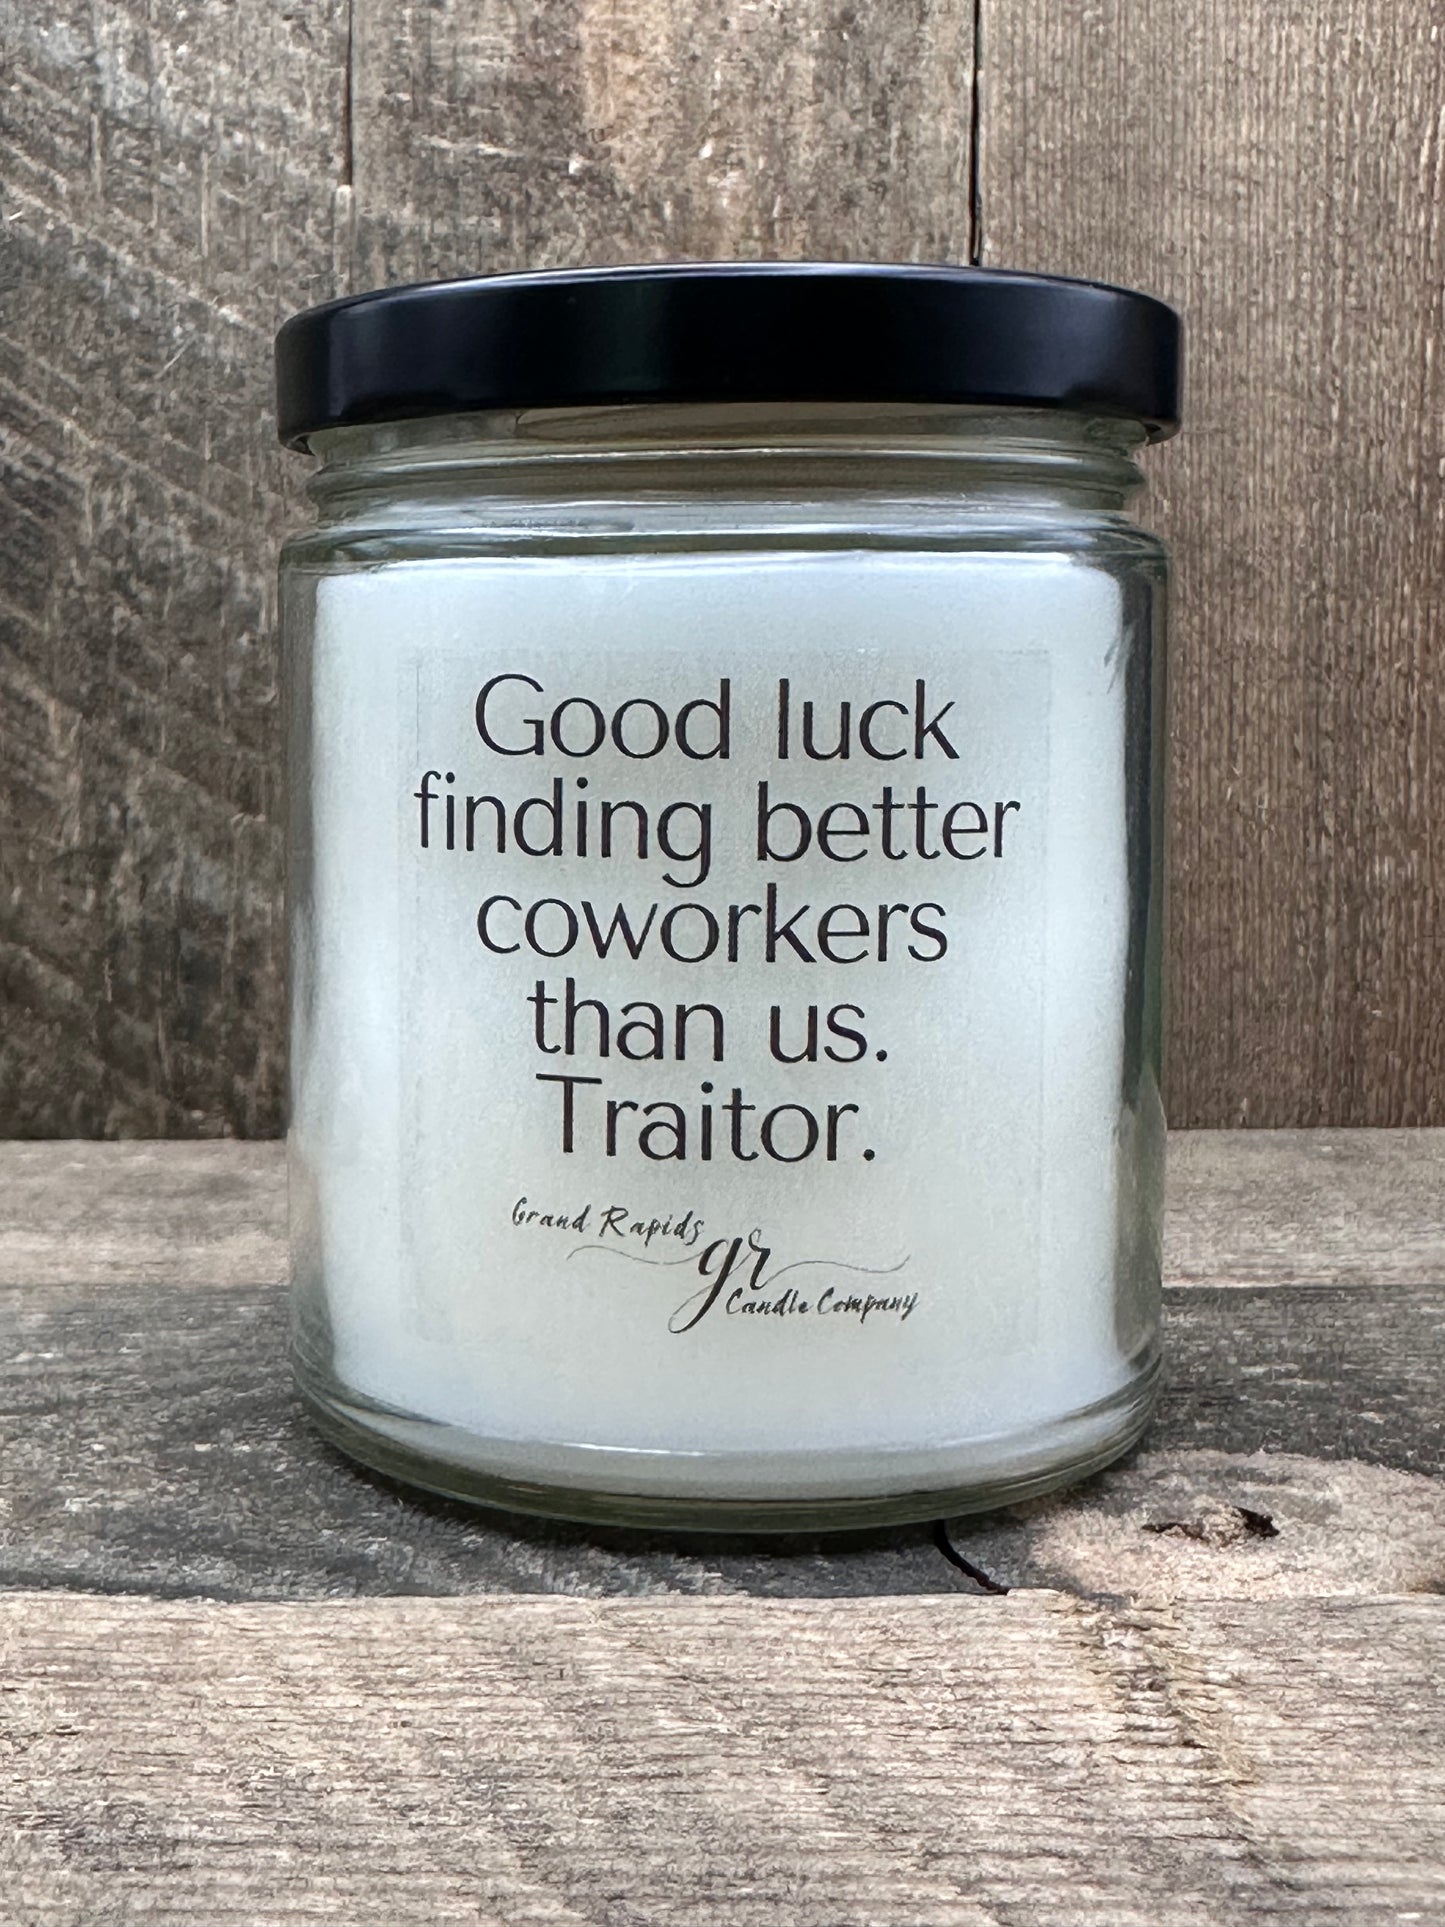 Good luck
finding better
coworkers
than us.
Traitor.
Grand Rapids
gr
Candle Company